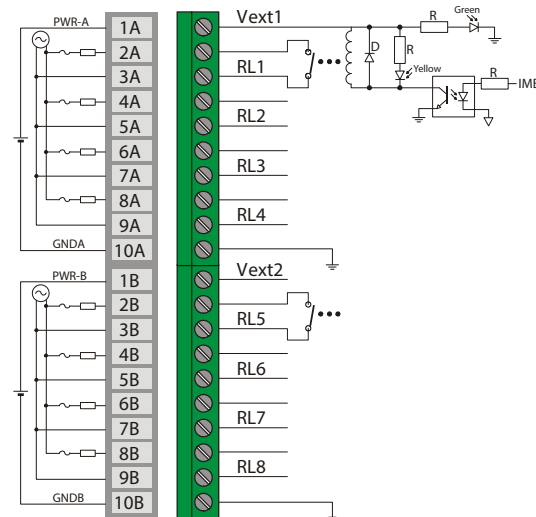 PWR-A
1A
2A
3A
4A
5A
6A
7A
8A
9A
GNDA
10A
PWR-B
1B
2B
3B
4B
5B
6B
7B
8B
9B
GNDB
10B
Vext1
RL1
RL2
RL3
RL4
Vext2
RL5
RL6
RL7
RL8
R
Green
D
R
Yellow
R